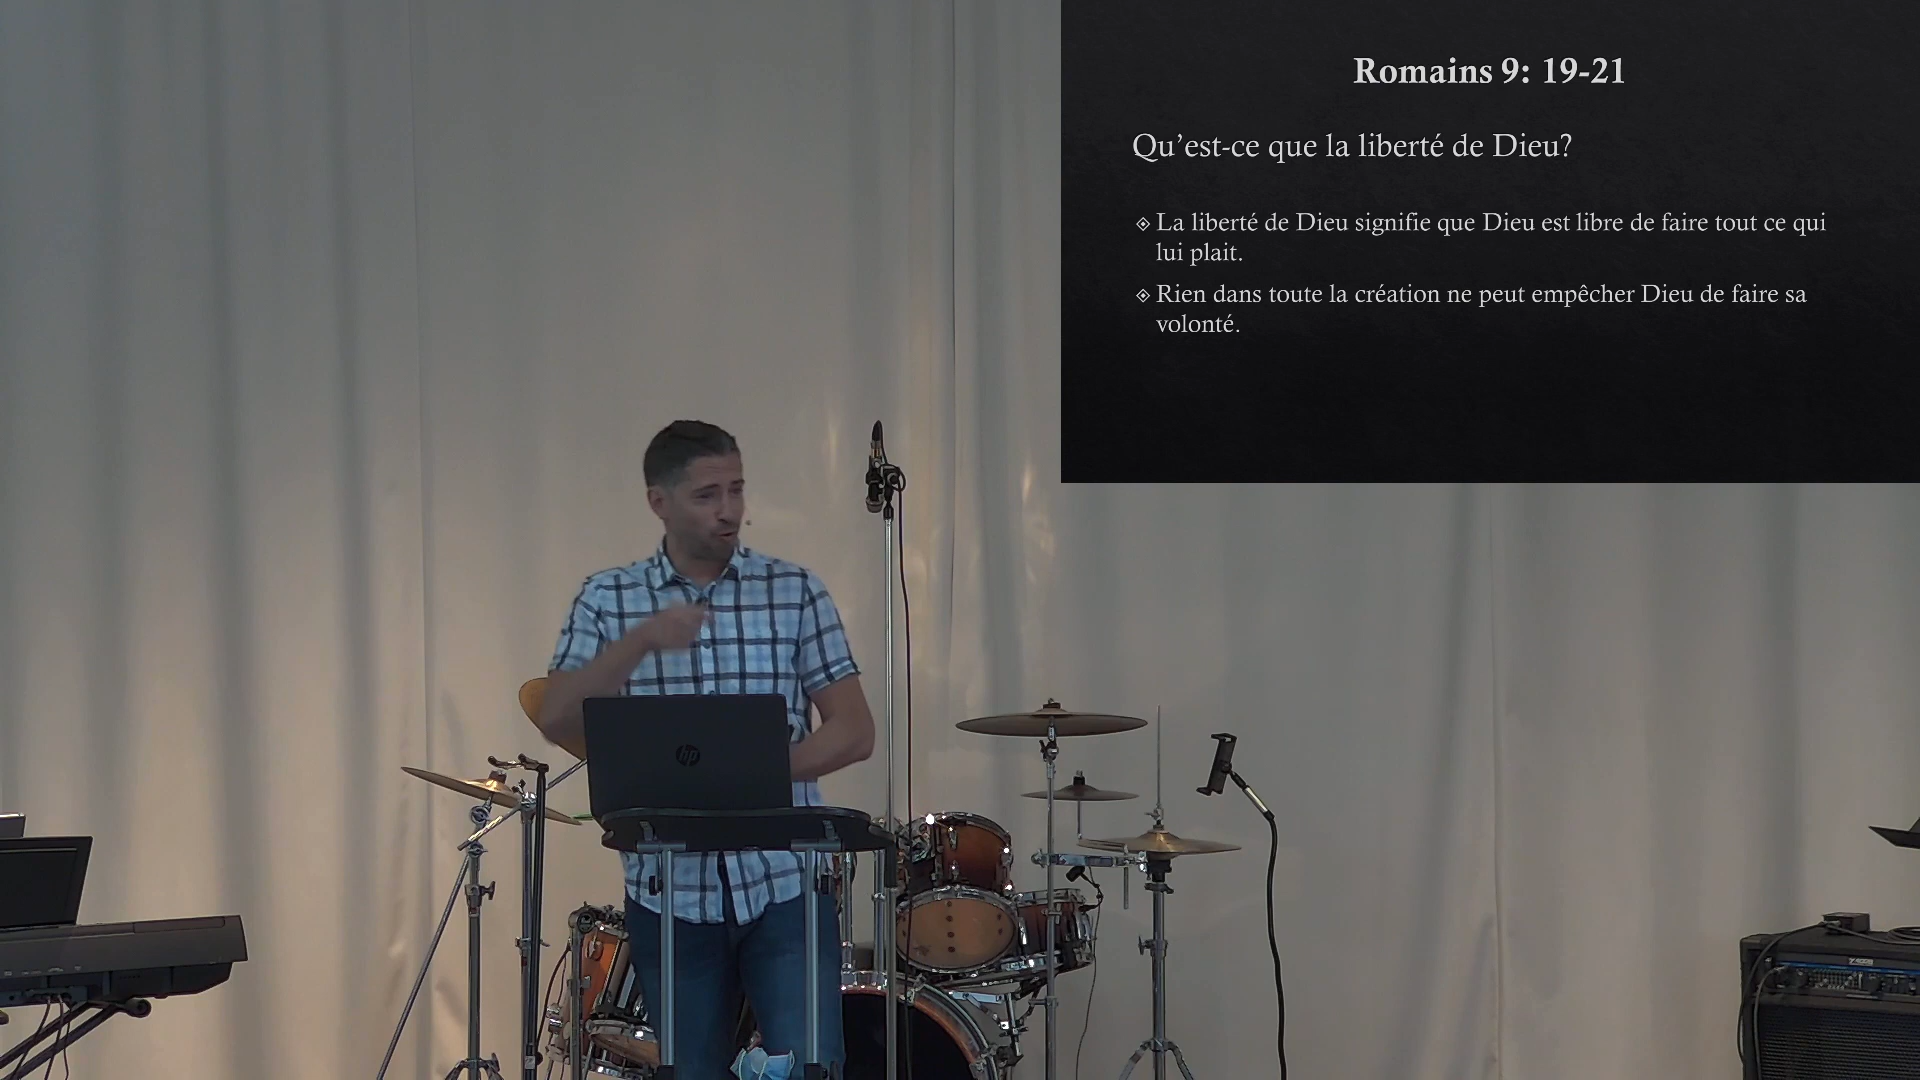 Romains 9: 19-21
Qu’est-ce que la liberté de Dieu?
La liberté de Dieu signifie que Dieu est libre de faire tout ce qui
lui plait.
Rien dans toute la création ne peut empêcher Dieu de faire sa
volonté.
hp